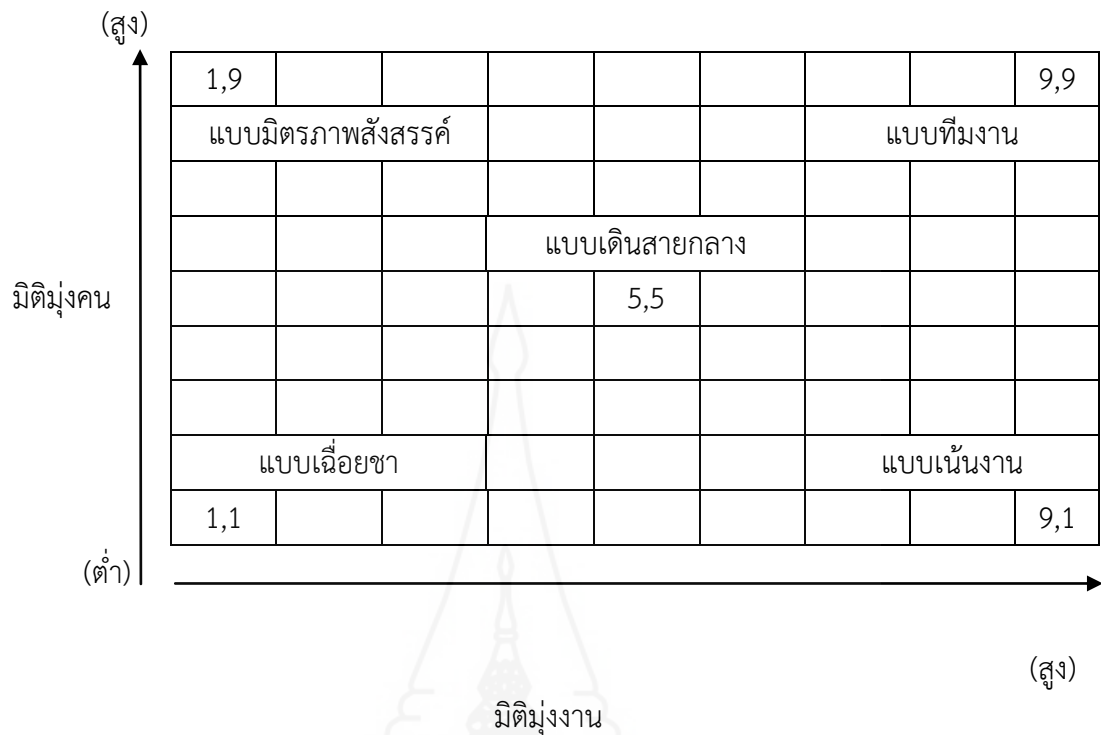 (สูง)
1,9 9,9
แบบมิตรภาพสังสรรค์ แบบทีมงาน
แบบเดินสายกลาง
มิติมุ่งคน 5,5
แบบเฉื่อยชา แบบเน้นงาน
1,1 9,1
(ต่ำ)
(สูง)
มิติมุ่งงาน